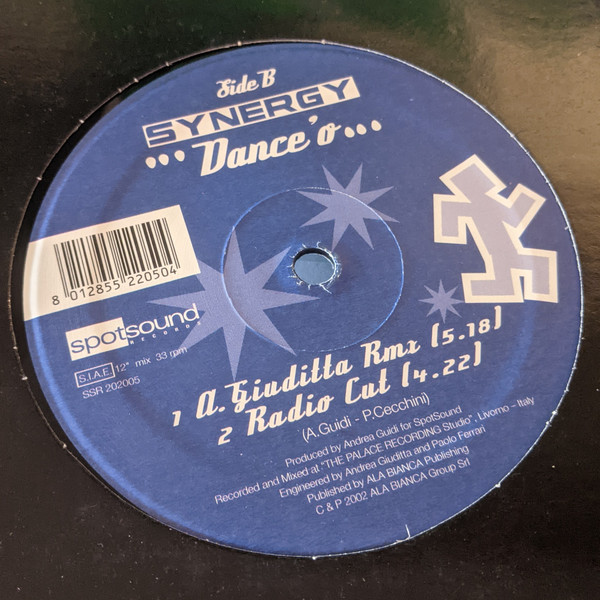 Side B
SYNERGY
... Dance'o ...
8 012855 220504
spotsound
RECORDS
S.I.A.E. 12" mix 33 rpm
SSR 202005
1 A. Giuditta Rmx (5.18)
2 Radio Cut (4.22)
(A.Guidi - P.Cecchini)
Produced by Andrea Guidi for SpotSound
Recorded and Mixed at "THE PALACE RECORDING Studio", Livorno - Italy
Engineered by Andrea Giuditta and Paolo Ferrari
Published by ALA BIANCA Publishing
C & P 2002 ALA BIANCA Group Srl